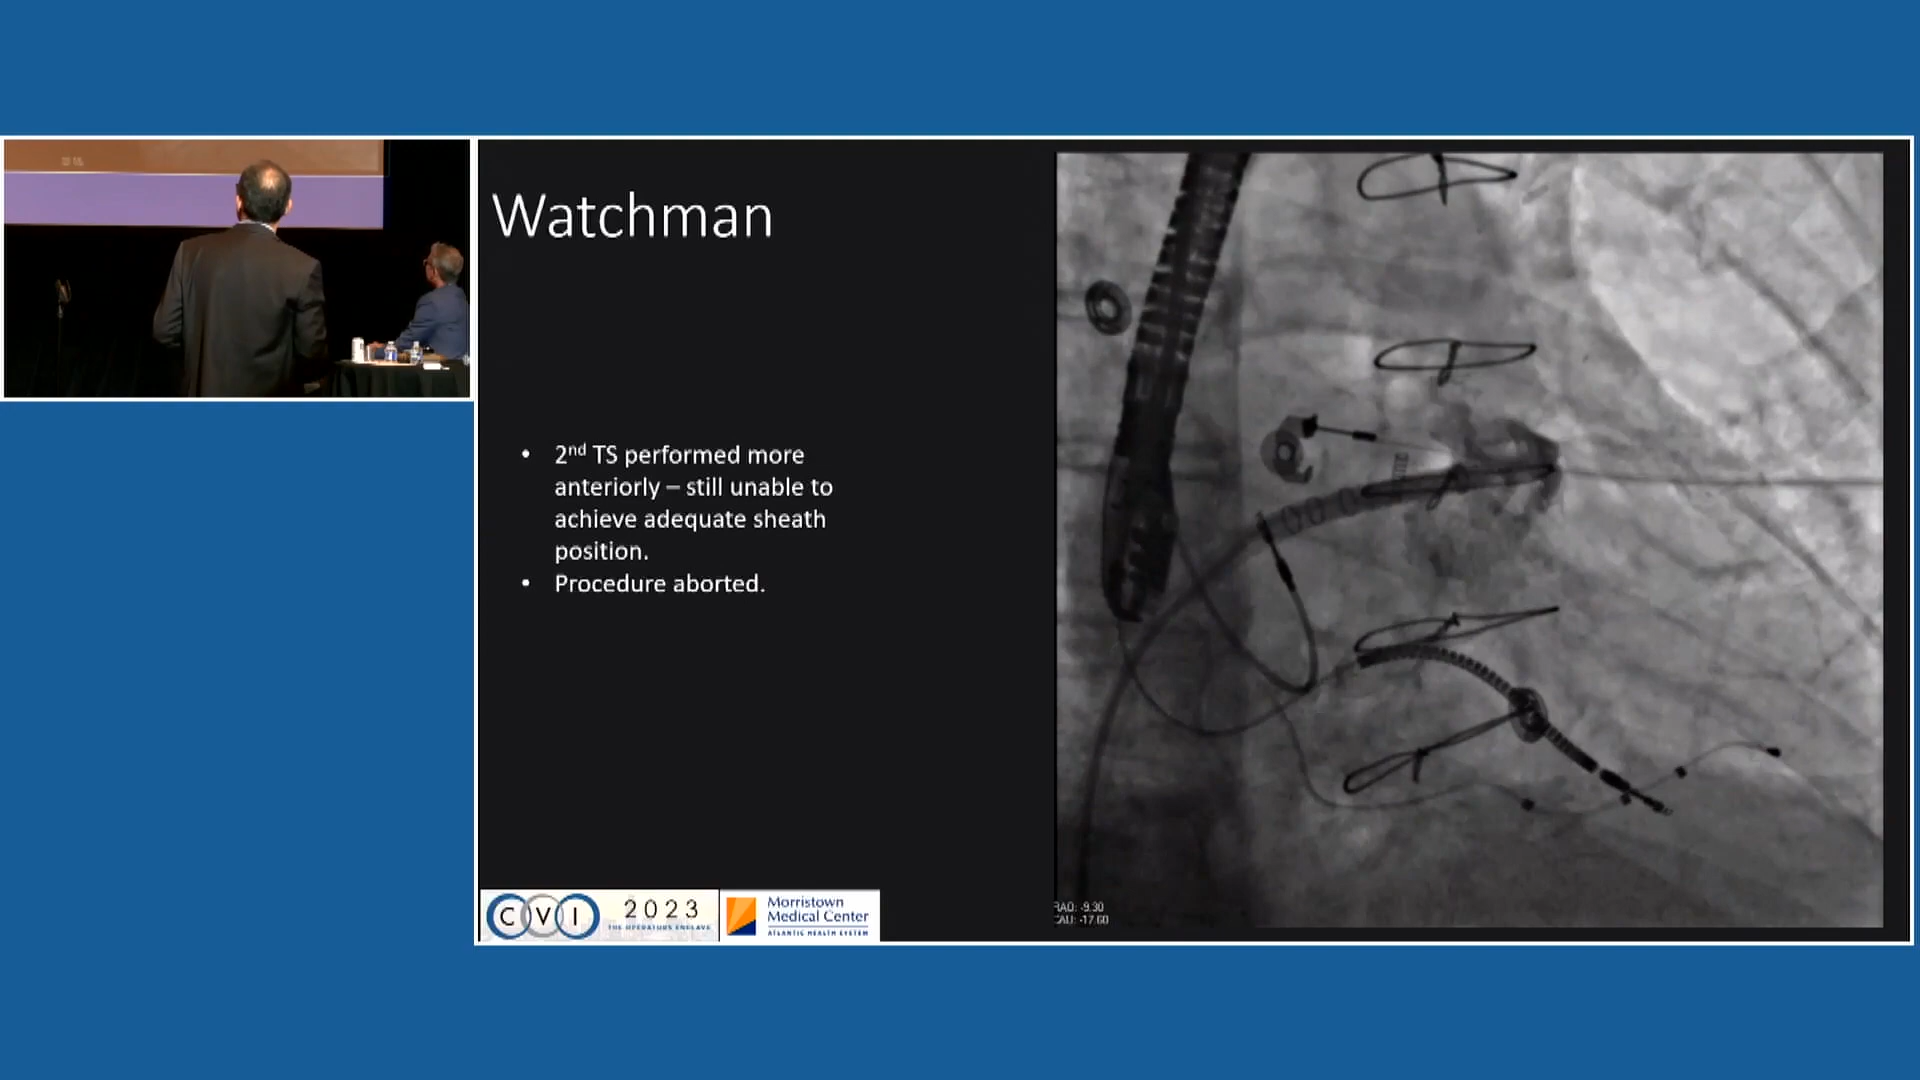 Watchman
• 2nd TS performed more
anteriorly – still unable to
achieve adequate sheath
position.
• Procedure aborted.
CVI 2023
THE OPERATORS ENCLAVE
Morristown
Medical Center
ATLANTIC HEALTH SYSTEM
RAO: -9.30
CAU: -17.60